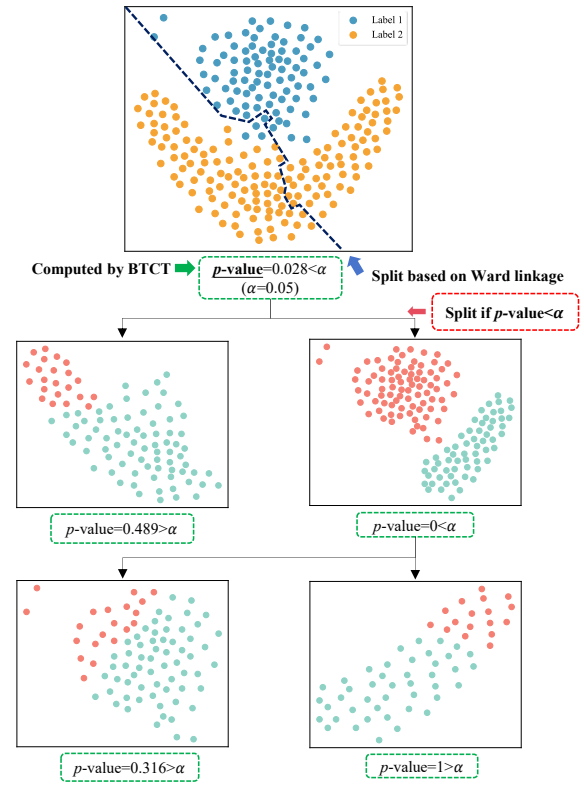 Label 1
Label 2
Computed by BTCT
p-value=0.028<α
(α=0.05)
Split based on Ward linkage
Split if p-value<α
p-value=0.489>α
p-value=0<α
p-value=0.316>α
p-value=1>α